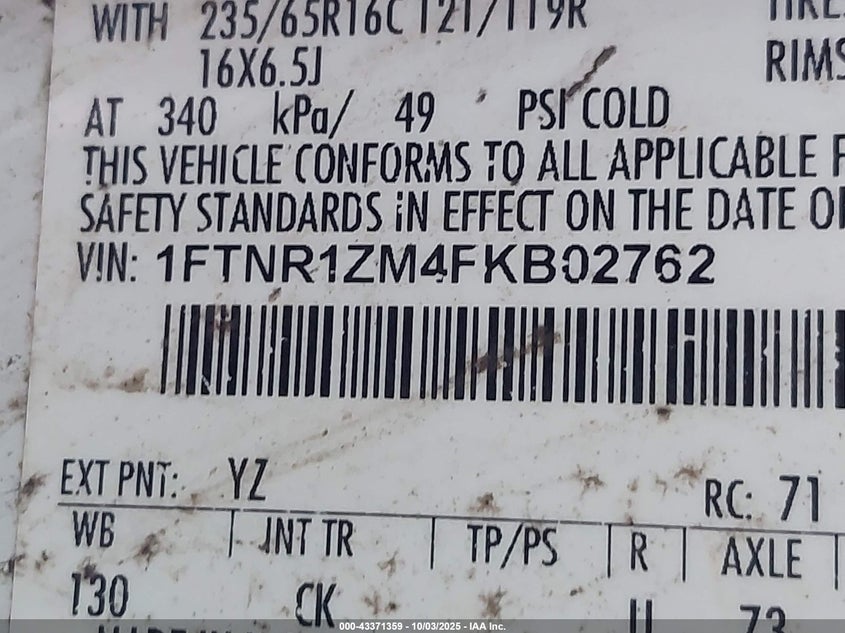 WITH 235/65R16C 121/119R
16X6.5J RIMS
AT 340 kPa/ 49 PSI COLD
THIS VEHICLE CONFORMS TO ALL APPLICABLE F
SAFETY STANDARDS IN EFFECT ON THE DATE O
VIN: 1FTNR1ZM4FKB02762
EXT PNT: YZ RC: 71
WB INT TR TP/PS R AXLE
130 CK 73
000-43371359 - 10/03/2025 - IAA Inc.